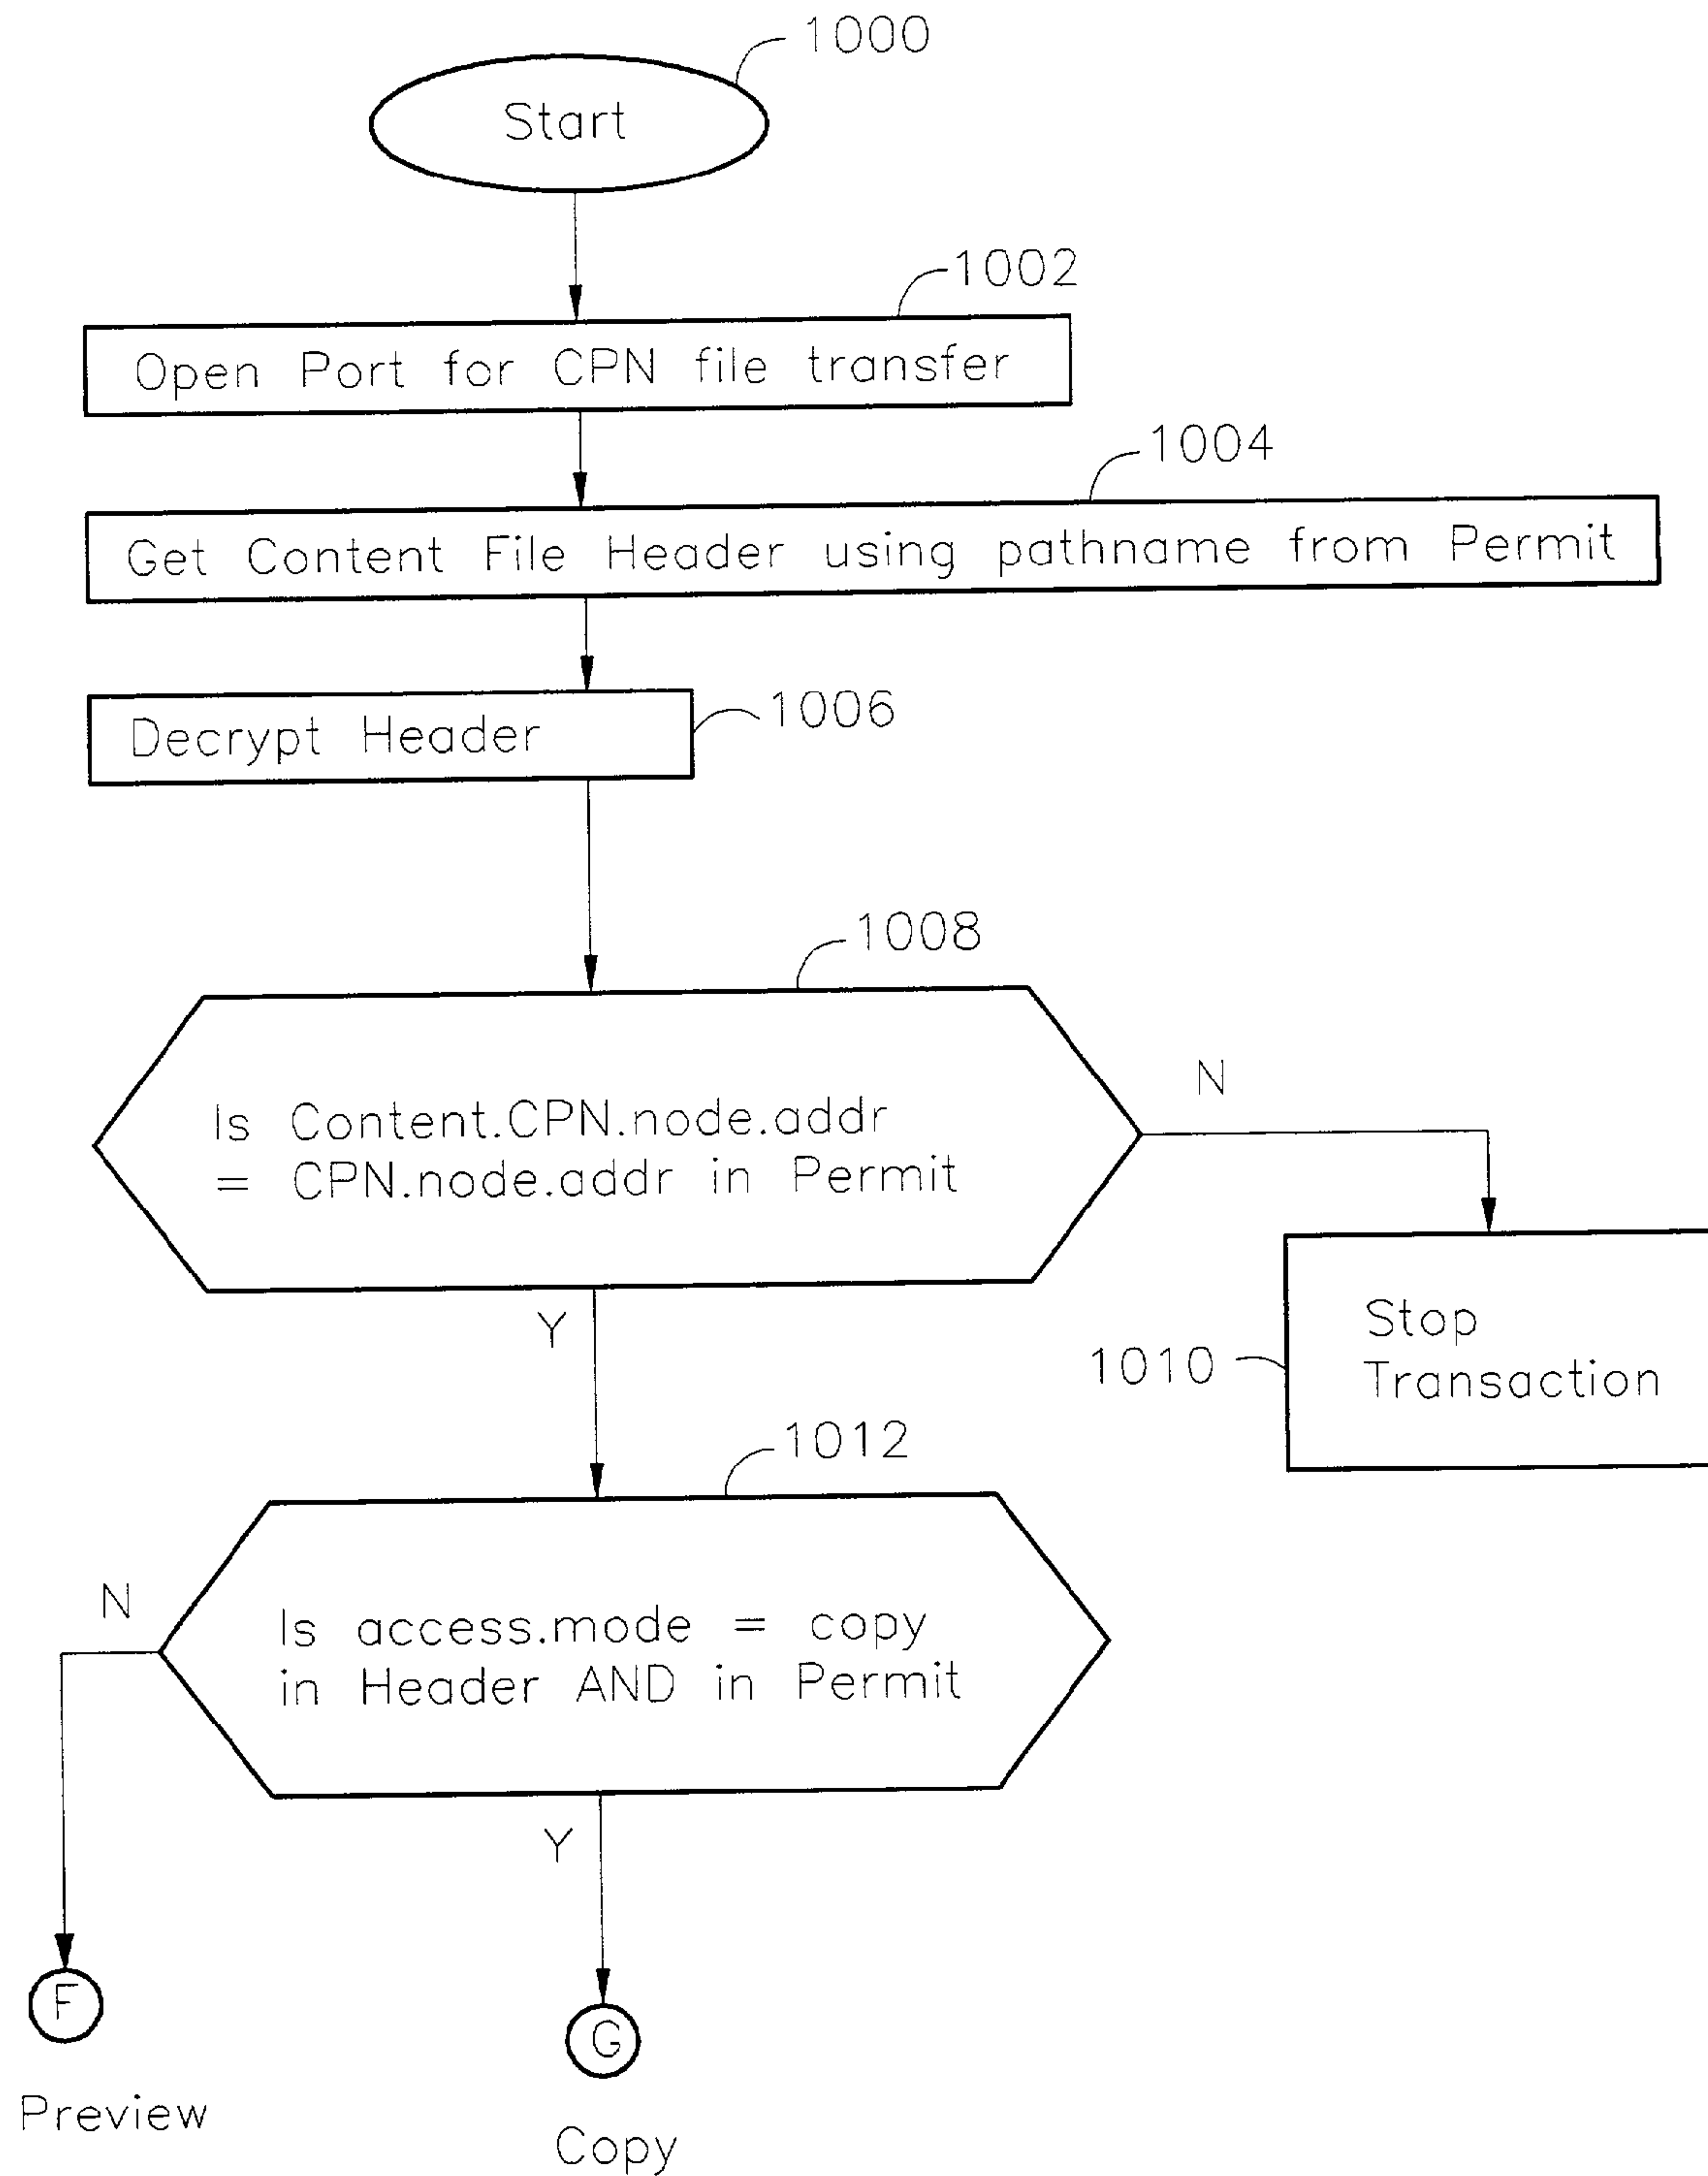 1000
Start
1002
Open Port for CPN file transfer
1004
Get Content File Header using pathname from Permit
1006
Decrypt Header
1008
N
Is Content.CPN.node.addr
= CPN.node.addr in Permit
Y
Stop
Transaction
1010
1012
N
Is access.mode = copy
in Header AND in Permit
Y
F
G
Preview
Copy